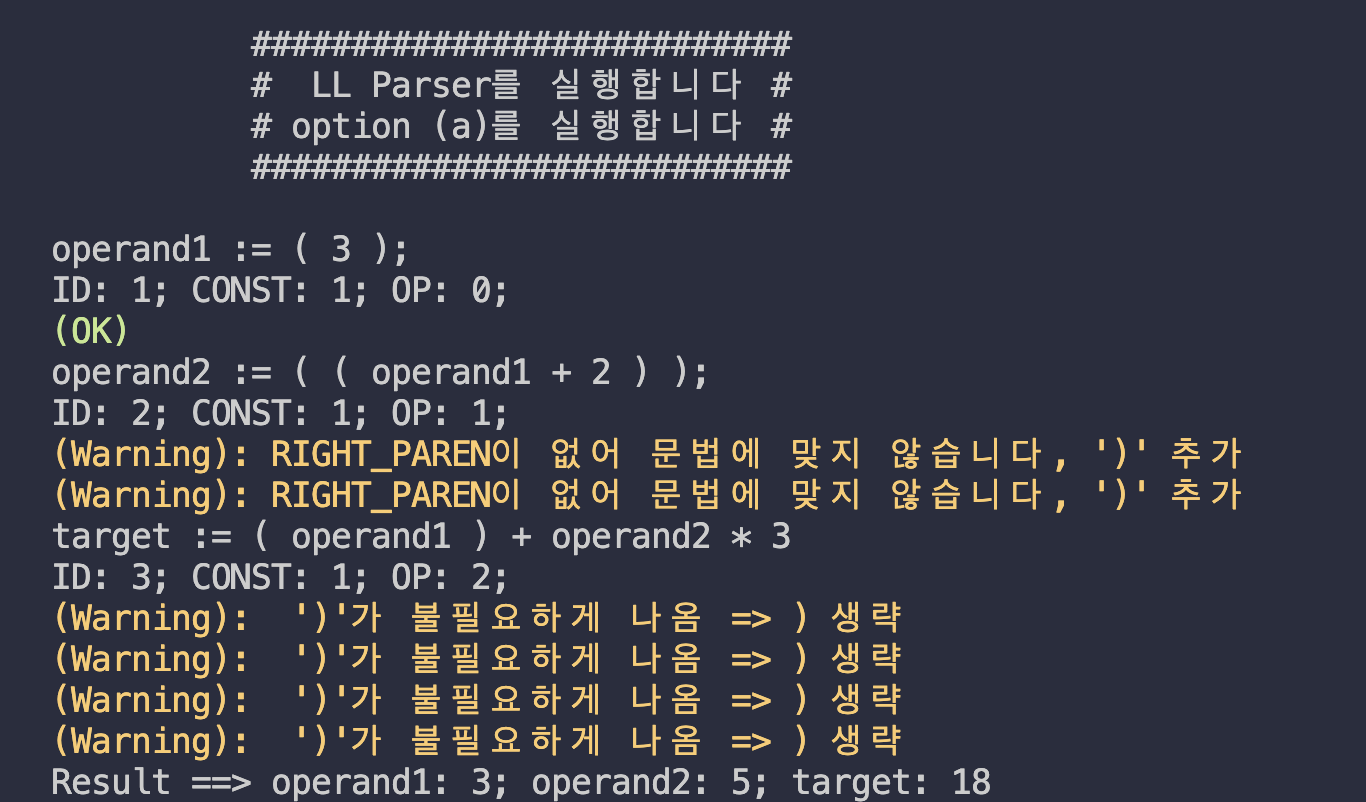 ###########################
#  LL Parser를 실행합니다 #
# option (a)를 실행합니다 #
###########################
operand1 := ( 3 );
ID: 1; CONST: 1; OP: 0;
(OK)
operand2 := ( ( operand1 + 2 ) );
ID: 2; CONST: 1; OP: 1;
(Warning): RIGHT_PAREN이 없어 문법에 맞지 않습니다, ')' 추가
(Warning): RIGHT_PAREN이 없어 문법에 맞지 않습니다, ')' 추가
target := ( operand1 ) + operand2 * 3
ID: 3; CONST: 1; OP: 2;
(Warning):  ')'가 불필요하게 나옴 => ) 생략
(Warning):  ')'가 불필요하게 나옴 => ) 생략
(Warning):  ')'가 불필요하게 나옴 => ) 생략
(Warning):  ')'가 불필요하게 나옴 => ) 생략
Result ==> operand1: 3; operand2: 5; target: 18